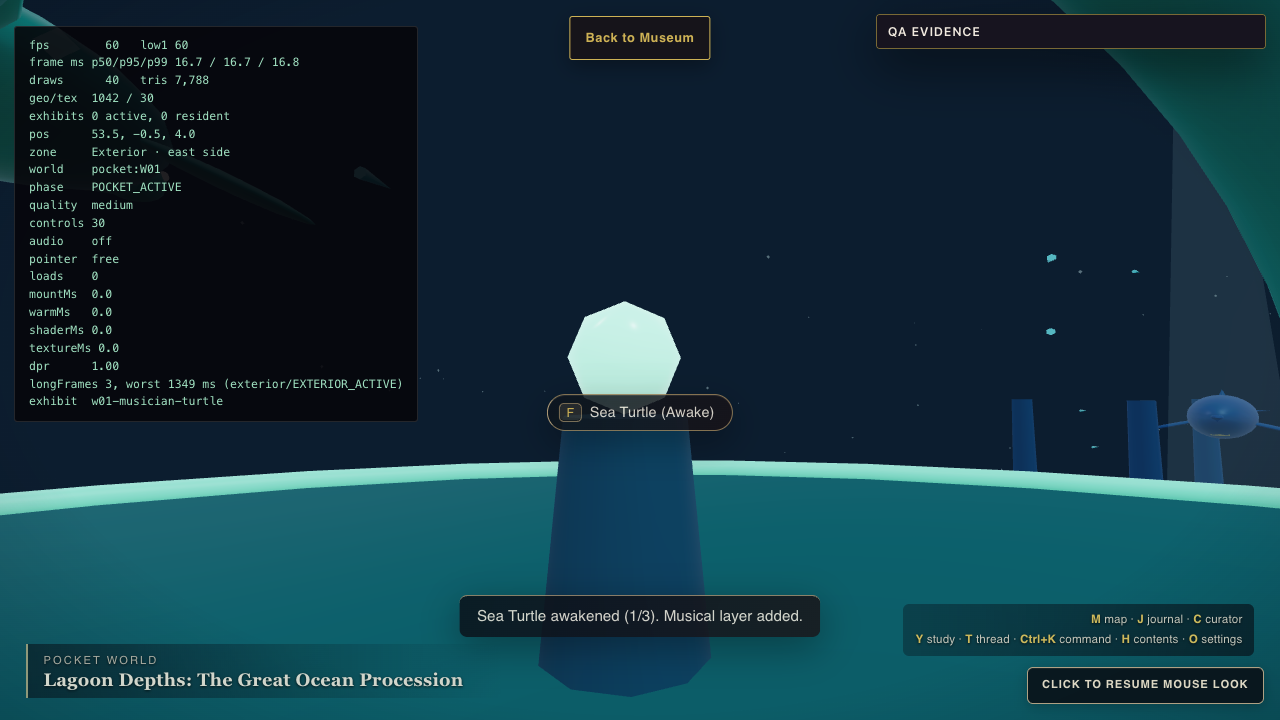 fps 60 low1 60
frame ms p50/p95/p99 16.7 / 16.7 / 16.8
draws 40 tris 7,788
geo/tex 1042 / 30
exhibits 0 active, 0 resident
pos 53.5, −0.5, 4.0
zone Exterior · east side
world pocket:W01
phase POCKET_ACTIVE
quality medium
controls 30
audio off
pointer free
loads 0
mountMs 0.0
warmMs 0.0
shaderMs 0.0
textureMs 0.0
dpr 1.00
longFrames 3, worst 1349 ms (exterior/EXTERIOR_ACTIVE)
exhibit w01−musician−turtle
Back to Museum
QA EVIDENCE
F Sea Turtle (Awake)
Sea Turtle awakened (1/3). Musical layer added.
POCKET WORLD
Lagoon Depths: The Great Ocean Procession
M map · J journal · C curator
Y study · T thread · Ctrl+K command · H contents · O settings
CLICK TO RESUME MOUSE LOOK